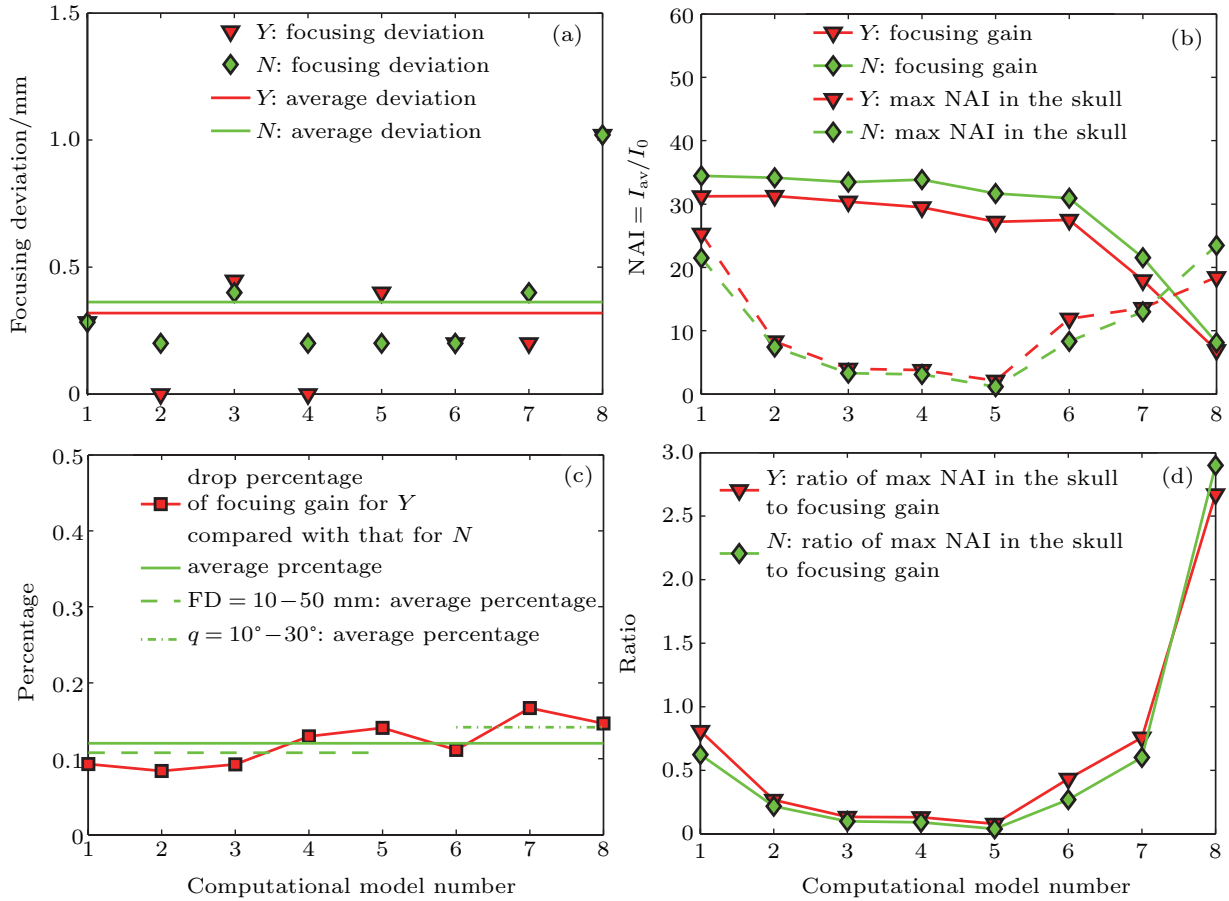 (a)
Y: focusing deviation
N: focusing deviation
Y: average deviation
N: average deviation
1.5
1.0
0.5
0
1 2 3 4 5 6 7 8
Focusing deviation/mm
(b)
Y: focusing gain
N: focusing gain
Y: max NAI in the skull
N: max NAI in the skull
60
50
40
30
20
10
0
1 2 3 4 5 6 7 8
NAI = I_av/I_0
(c)
drop percentage
of focuing gain for Y
compared with that for N
average prcentage
FD = 10−50 mm: average percentage
q = 10°−30°: average percentage
0.5
0.4
0.3
0.2
0.1
0
1 2 3 4 5 6 7 8
Percentage
Computational model number
(d)
Y: ratio of max NAI in the skull
to focusing gain
N: ratio of max NAI in the skull
to focusing gain
3.0
2.5
2.0
1.5
1.0
0.5
0
1 2 3 4 5 6 7 8
Ratio
Computational model number